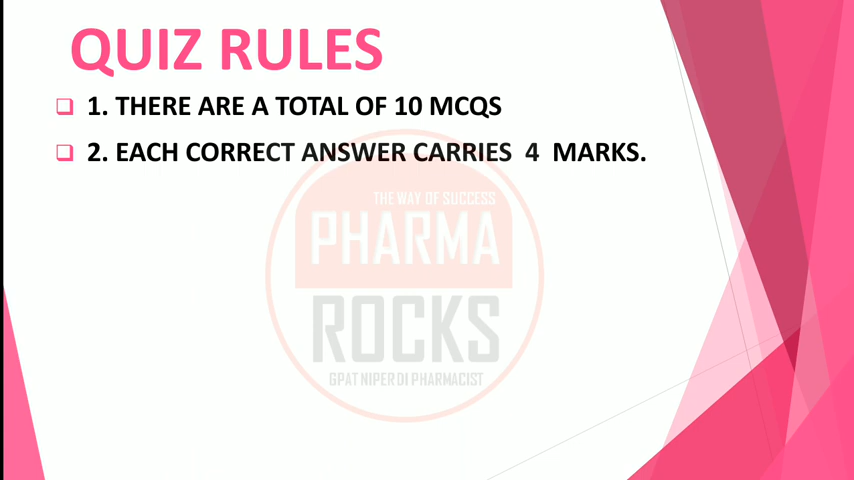 QUIZ RULES
1. THERE ARE A TOTAL OF 10 MCQS
2. EACH CORRECT ANSWER CARRIES 4 MARKS.
THE WAY OF SUCCESS
PHARMA
ROCKS
GPAT NIPER DI PHARMACIST